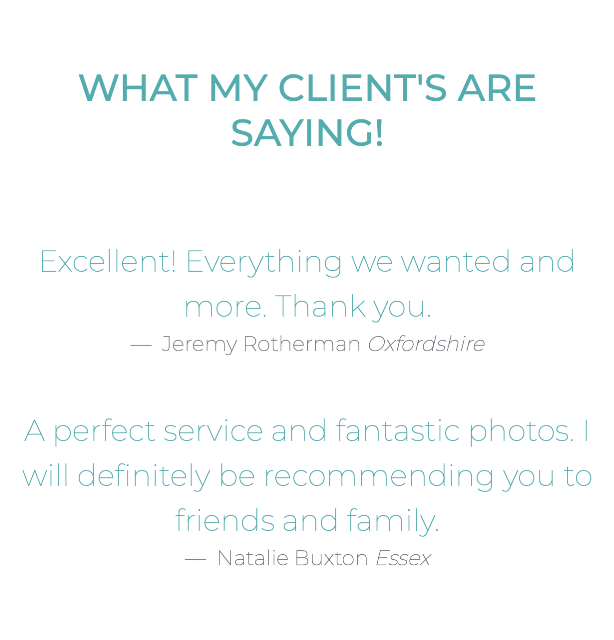 WHAT MY CLIENT'S ARE
SAYING!
Excellent! Everything we wanted and
more. Thank you.
— Jeremy Rotherman Oxfordshire
A perfect service and fantastic photos. I
will definitely be recommending you to
friends and family.
— Natalie Buxton Essex